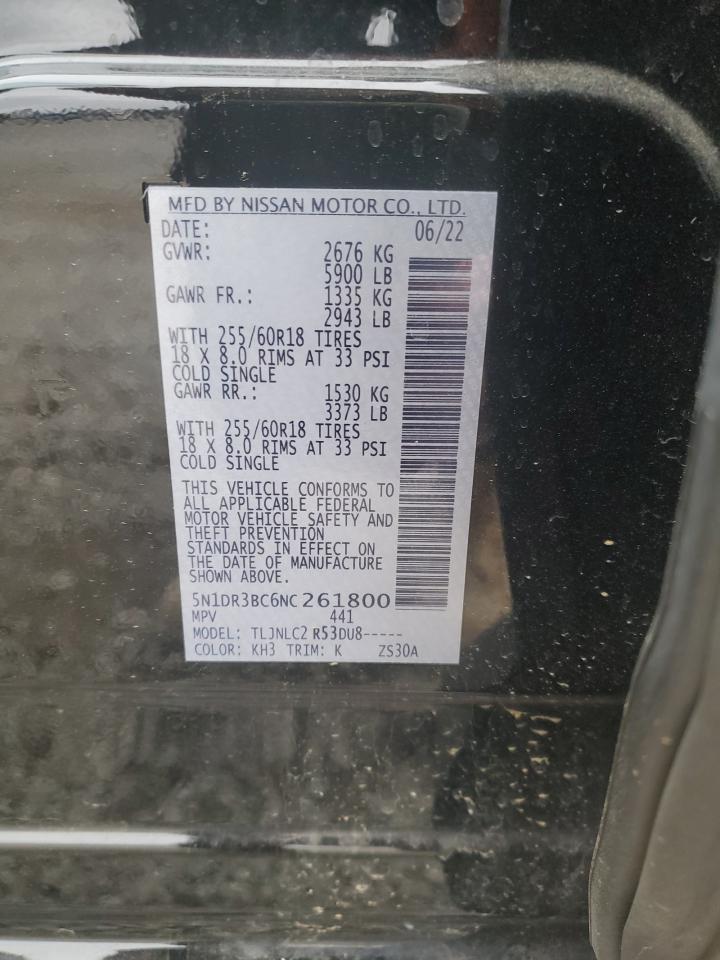 MFD BY NISSAN MOTOR CO., LTD.
DATE: 06/22
GVWR: 2676 KG
5900 LB
GAWR FR.: 1335 KG
2943 LB
WITH 255/60R18 TIRES
18 X 8.0 RIMS AT 33 PSI
COLD SINGLE
GAWR RR.: 1530 KG
3373 LB
WITH 255/60R18 TIRES
18 X 8.0 RIMS AT 33 PSI
COLD SINGLE
THIS VEHICLE CONFORMS TO
ALL APPLICABLE FEDERAL
MOTOR VEHICLE SAFETY AND
THEFT PREVENTION
STANDARDS IN EFFECT ON
THE DATE OF MANUFACTURE
SHOWN ABOVE.
5N1DR3BC6NC261800
MPV 441
MODEL: TLJNLC2 R53DU8-----
COLOR: KH3 TRIM: K ZS30A